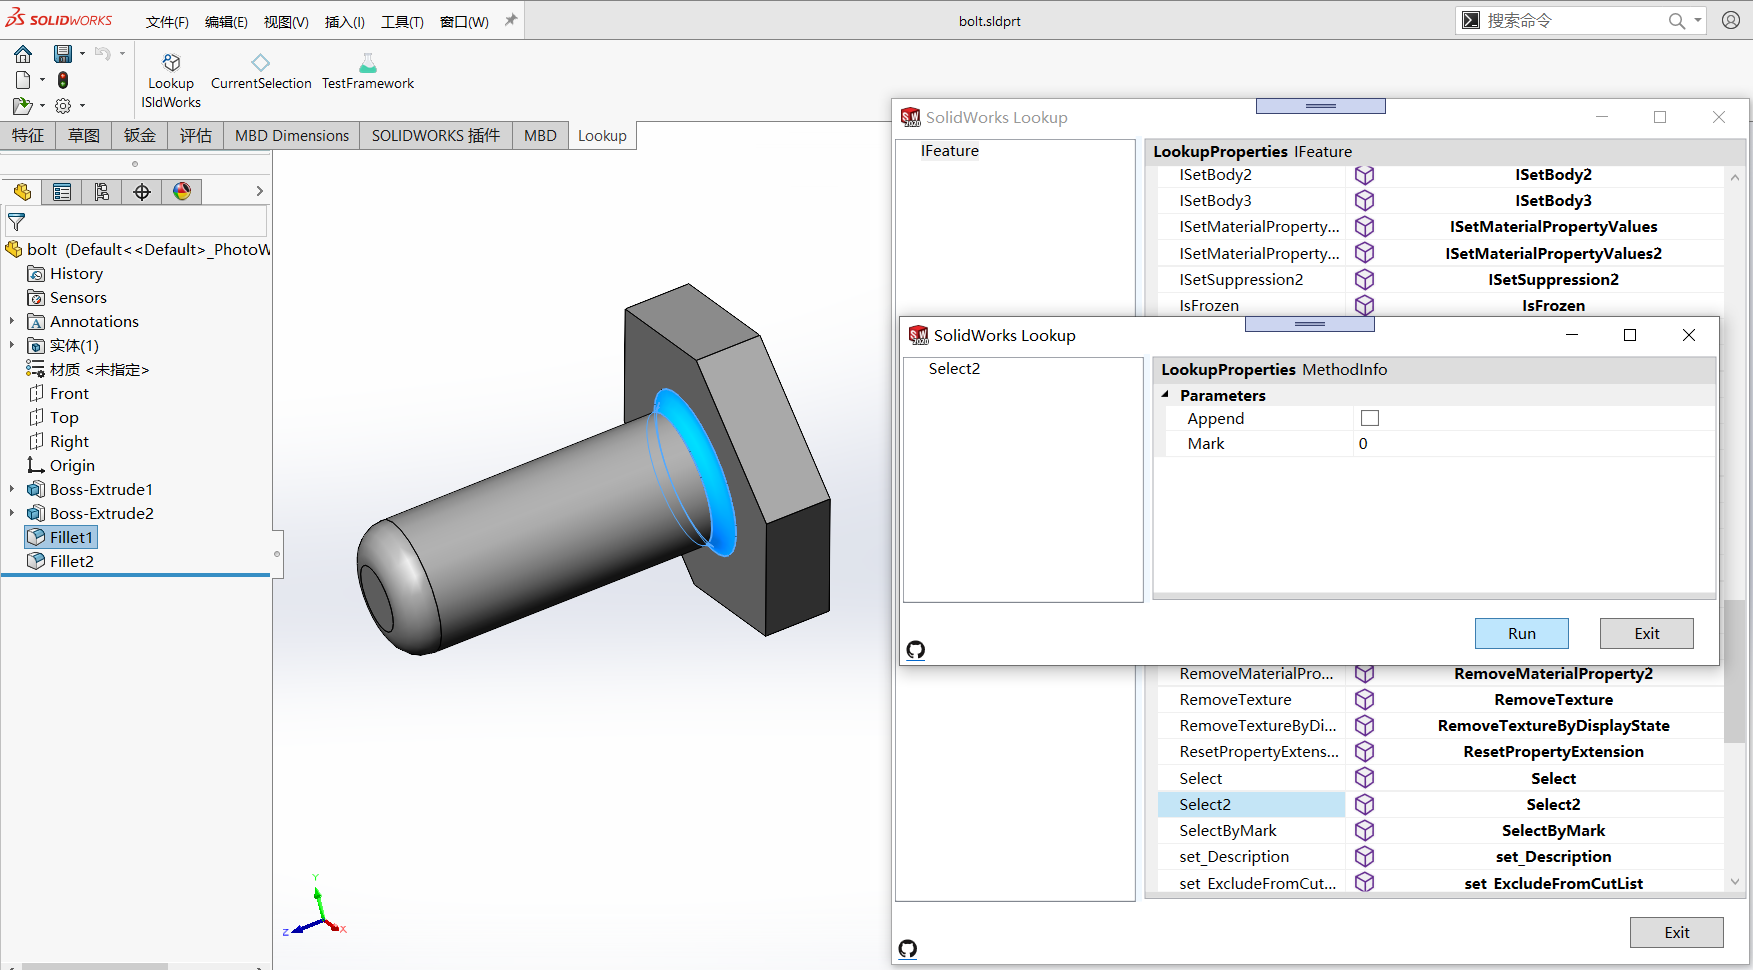 SOLIDWORKS
文件(F) 编辑(E) 视图(V) 插入(I) 工具(T) 窗口(W)
bolt.sldprt
搜索命令
Lookup
ISldWorks
CurrentSelection
TestFramework
特征 草图 钣金 评估 MBD Dimensions SOLIDWORKS 插件 MBD Lookup
bolt (Default<<Default>_PhotoW
History
Sensors
Annotations
实体(1)
材质 <未指定>
Front
Top
Right
Origin
Boss-Extrude1
Boss-Extrude2
Fillet1
Fillet2
Y
Z
X
SolidWorks Lookup
IFeature
LookupProperties IFeature
ISetBody2 ISetBody2
ISetBody3 ISetBody3
ISetMaterialProperty... ISetMaterialPropertyValues
ISetMaterialProperty... ISetMaterialPropertyValues2
ISetSuppression2 ISetSuppression2
IsFrozen IsFrozen
SolidWorks Lookup
Select2
LookupProperties MethodInfo
Parameters
Append
Mark 0
Run
Exit
RemoveMaterialPro... RemoveMaterialProperty2
RemoveTexture RemoveTexture
RemoveTextureByDi... RemoveTextureByDisplayState
ResetPropertyExtens... ResetPropertyExtension
Select Select
Select2 Select2
SelectByMark SelectByMark
set_Description set_Description
set_ExcludeFromCut... set_ExcludeFromCutList
Exit